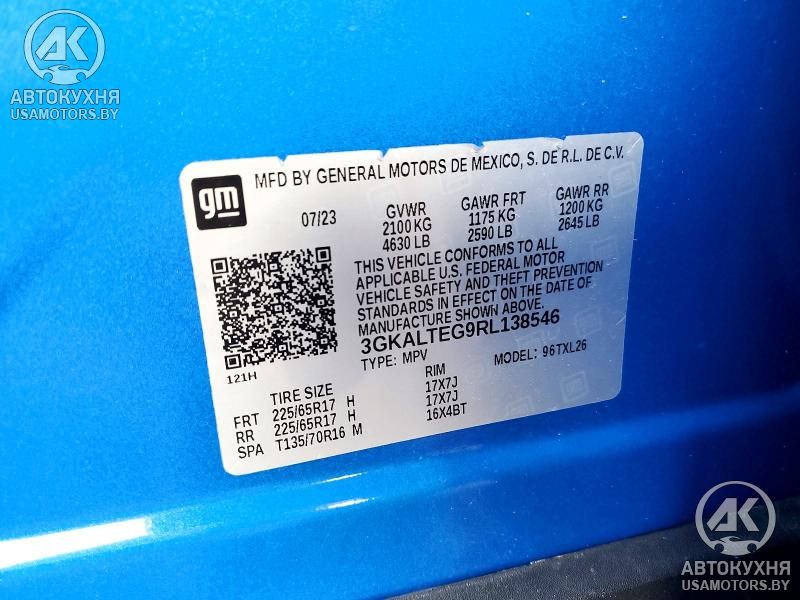 AK
АВТОКУХНЯ
USAMOTORS.BY
gm
MFD BY GENERAL MOTORS DE MEXICO, S. DE R.L. DE C.V.
07/23 GVWR GAWR FRT GAWR RR
2100 KG 1175 KG 1200 KG
4630 LB 2590 LB 2645 LB
THIS VEHICLE CONFORMS TO ALL
APPLICABLE U.S. FEDERAL MOTOR
VEHICLE SAFETY AND THEFT PREVENTION
STANDARDS IN EFFECT ON THE DATE OF
MANUFACTURE SHOWN ABOVE.
3GKALTEG9RL138546
TYPE: MPV MODEL: 96TXL26
121H
TIRE SIZE RIM
FRT 225/65R17 H 17X7J
RR 225/65R17 H 17X7J
SPA T135/70R16 M 16X4BT
AK
АВТОКУХНЯ
USAMOTORS.BY